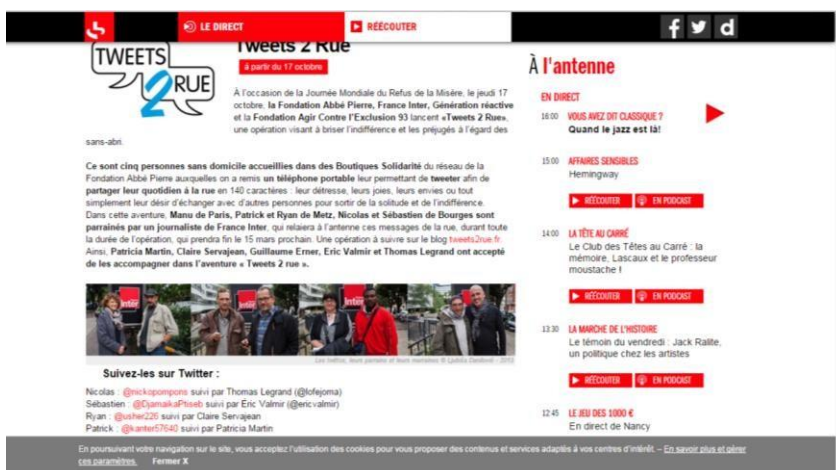 LE DIRECT
RÉÉCOUTER
f
d
TWEETS
2
RUE
Tweets 2 Rue
à partir du 17 octobre
À l'occasion de la Journée Mondiale du Refus de la Misère, le jeudi 17
octobre, la Fondation Abbé Pierre, France Inter, Génération réactive
et la Fondation Agir Contre l'Exclusion 93 lancent «Tweets 2 Rue»,
une opération visant à briser l'indifférence et les préjugés à l'égard des
sans-abri.
Ce sont cinq personnes sans domicile accueillies dans des Boutiques Solidarité du réseau de la
Fondation Abbé Pierre auxquelles on a remis un téléphone portable leur permettant de tweeter afin de
partager leur quotidien à la rue en 140 caractères : leur détresse, leurs joies, leurs envies ou tout
simplement leur désir d'échanger avec d'autres personnes pour sortir de la solitude et de l'indifférence.
Dans cette aventure, Manu de Paris, Patrick et Ryan de Metz, Nicolas et Sébastien de Bourges sont
parrainés par un journaliste de France Inter, qui relaiera à l'antenne ces messages de la rue, durant toute
la durée de l'opération, qui prendra fin le 15 mars prochain. Une opération à suivre sur le blog tweets2rue.fr
Ainsi, Patricia Martin, Claire Servajean, Guillaume Erner, Eric Valmir et Thomas Legrand ont accepté
de les accompagner dans l'aventure « Tweets 2 rue ».
inter
Inter
Suivez-les sur Twitter :
Nicolas : @nickopompons suivi par Thomas Legrand (@lofejoma)
Sébastien : @DjamaikaPtiseb suivi par Éric Valmir (@ericvalmir)
Ryan : @usher226 suivi par Claire Servajean
Patrick : @kanter57640 suivi par Patricia Martin
À l'antenne
EN DIRECT
16:00 VOUS AVEZ DIT CLASSIQUE ?
Quand le jazz est là!
15:00 AFFAIRES SENSIBLES
Hemingway
RÉÉCOUTER EN PODCAST
14:00 LA TÊTE AU CARRÉ
Le Club des Têtes au Carré : la
mémoire, Lascaux et le professeur
moustache !
RÉÉCOUTER EN PODCAST
13:30 LA MARCHE DE L'HISTOIRE
Le témoin du vendredi : Jack Ralite,
un politique chez les artistes
RÉÉCOUTER EN PODCAST
12:45 LE JEU DES 1000 €
En direct de Nancy
En poursuivant votre navigation sur le site, vous acceptez l'utilisation des cookies pour vous proposer des contenus et services adaptés à vos centres d'intérêt. – En savoir plus et gérer
ces paramètres. Fermer X